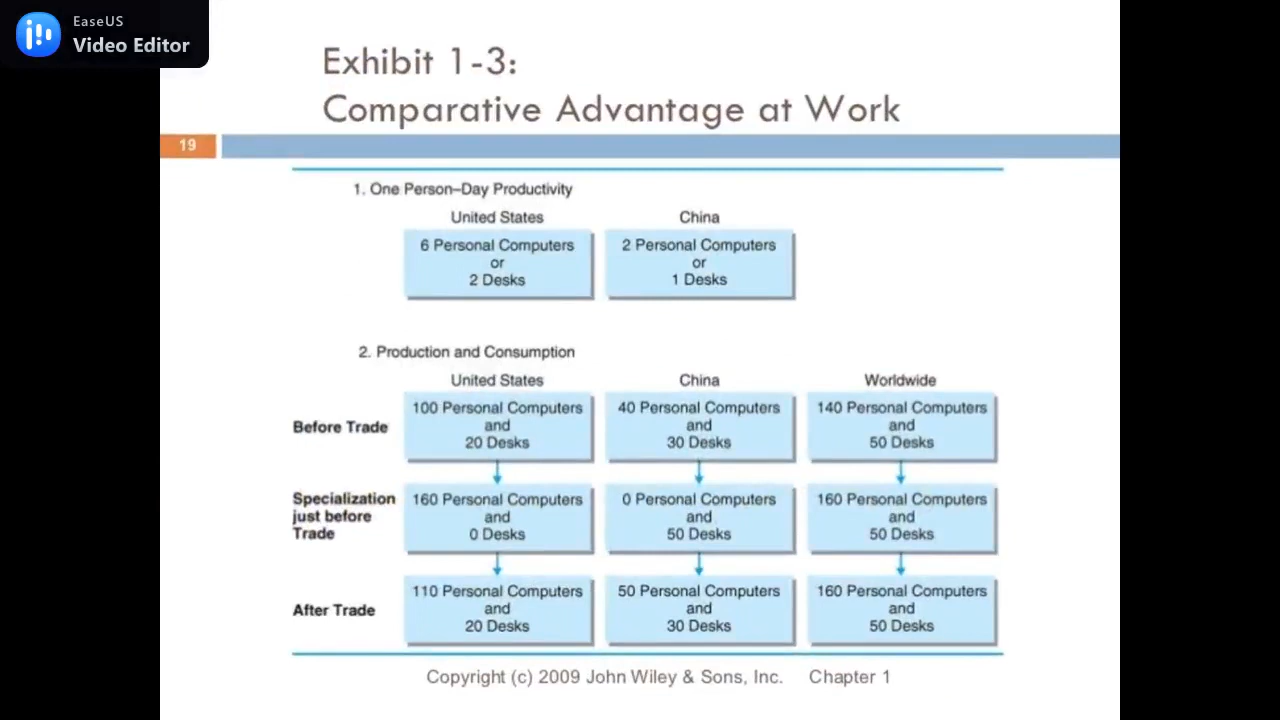 EaseUS
Video Editor
Exhibit 1-3:
Comparative Advantage at Work
19
1. One Person–Day Productivity
United States
China
6 Personal Computers
or
2 Desks
2 Personal Computers
or
1 Desks
2. Production and Consumption
United States
China
Worldwide
Before Trade
100 Personal Computers
and
20 Desks
40 Personal Computers
and
30 Desks
140 Personal Computers
and
50 Desks
Specialization
just before
Trade
160 Personal Computers
and
0 Desks
0 Personal Computers
and
50 Desks
160 Personal Computers
and
50 Desks
After Trade
110 Personal Computers
and
20 Desks
50 Personal Computers
and
30 Desks
160 Personal Computers
and
50 Desks
Copyright (c) 2009 John Wiley & Sons, Inc. Chapter 1